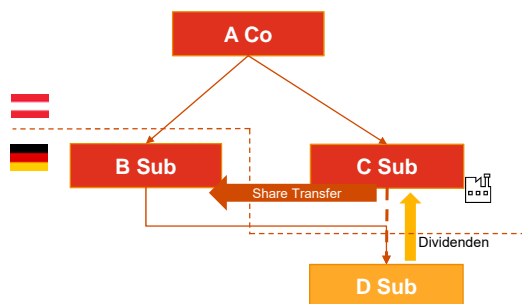 A Co
B Sub
C Sub
Share Transfer
Dividenden
D Sub